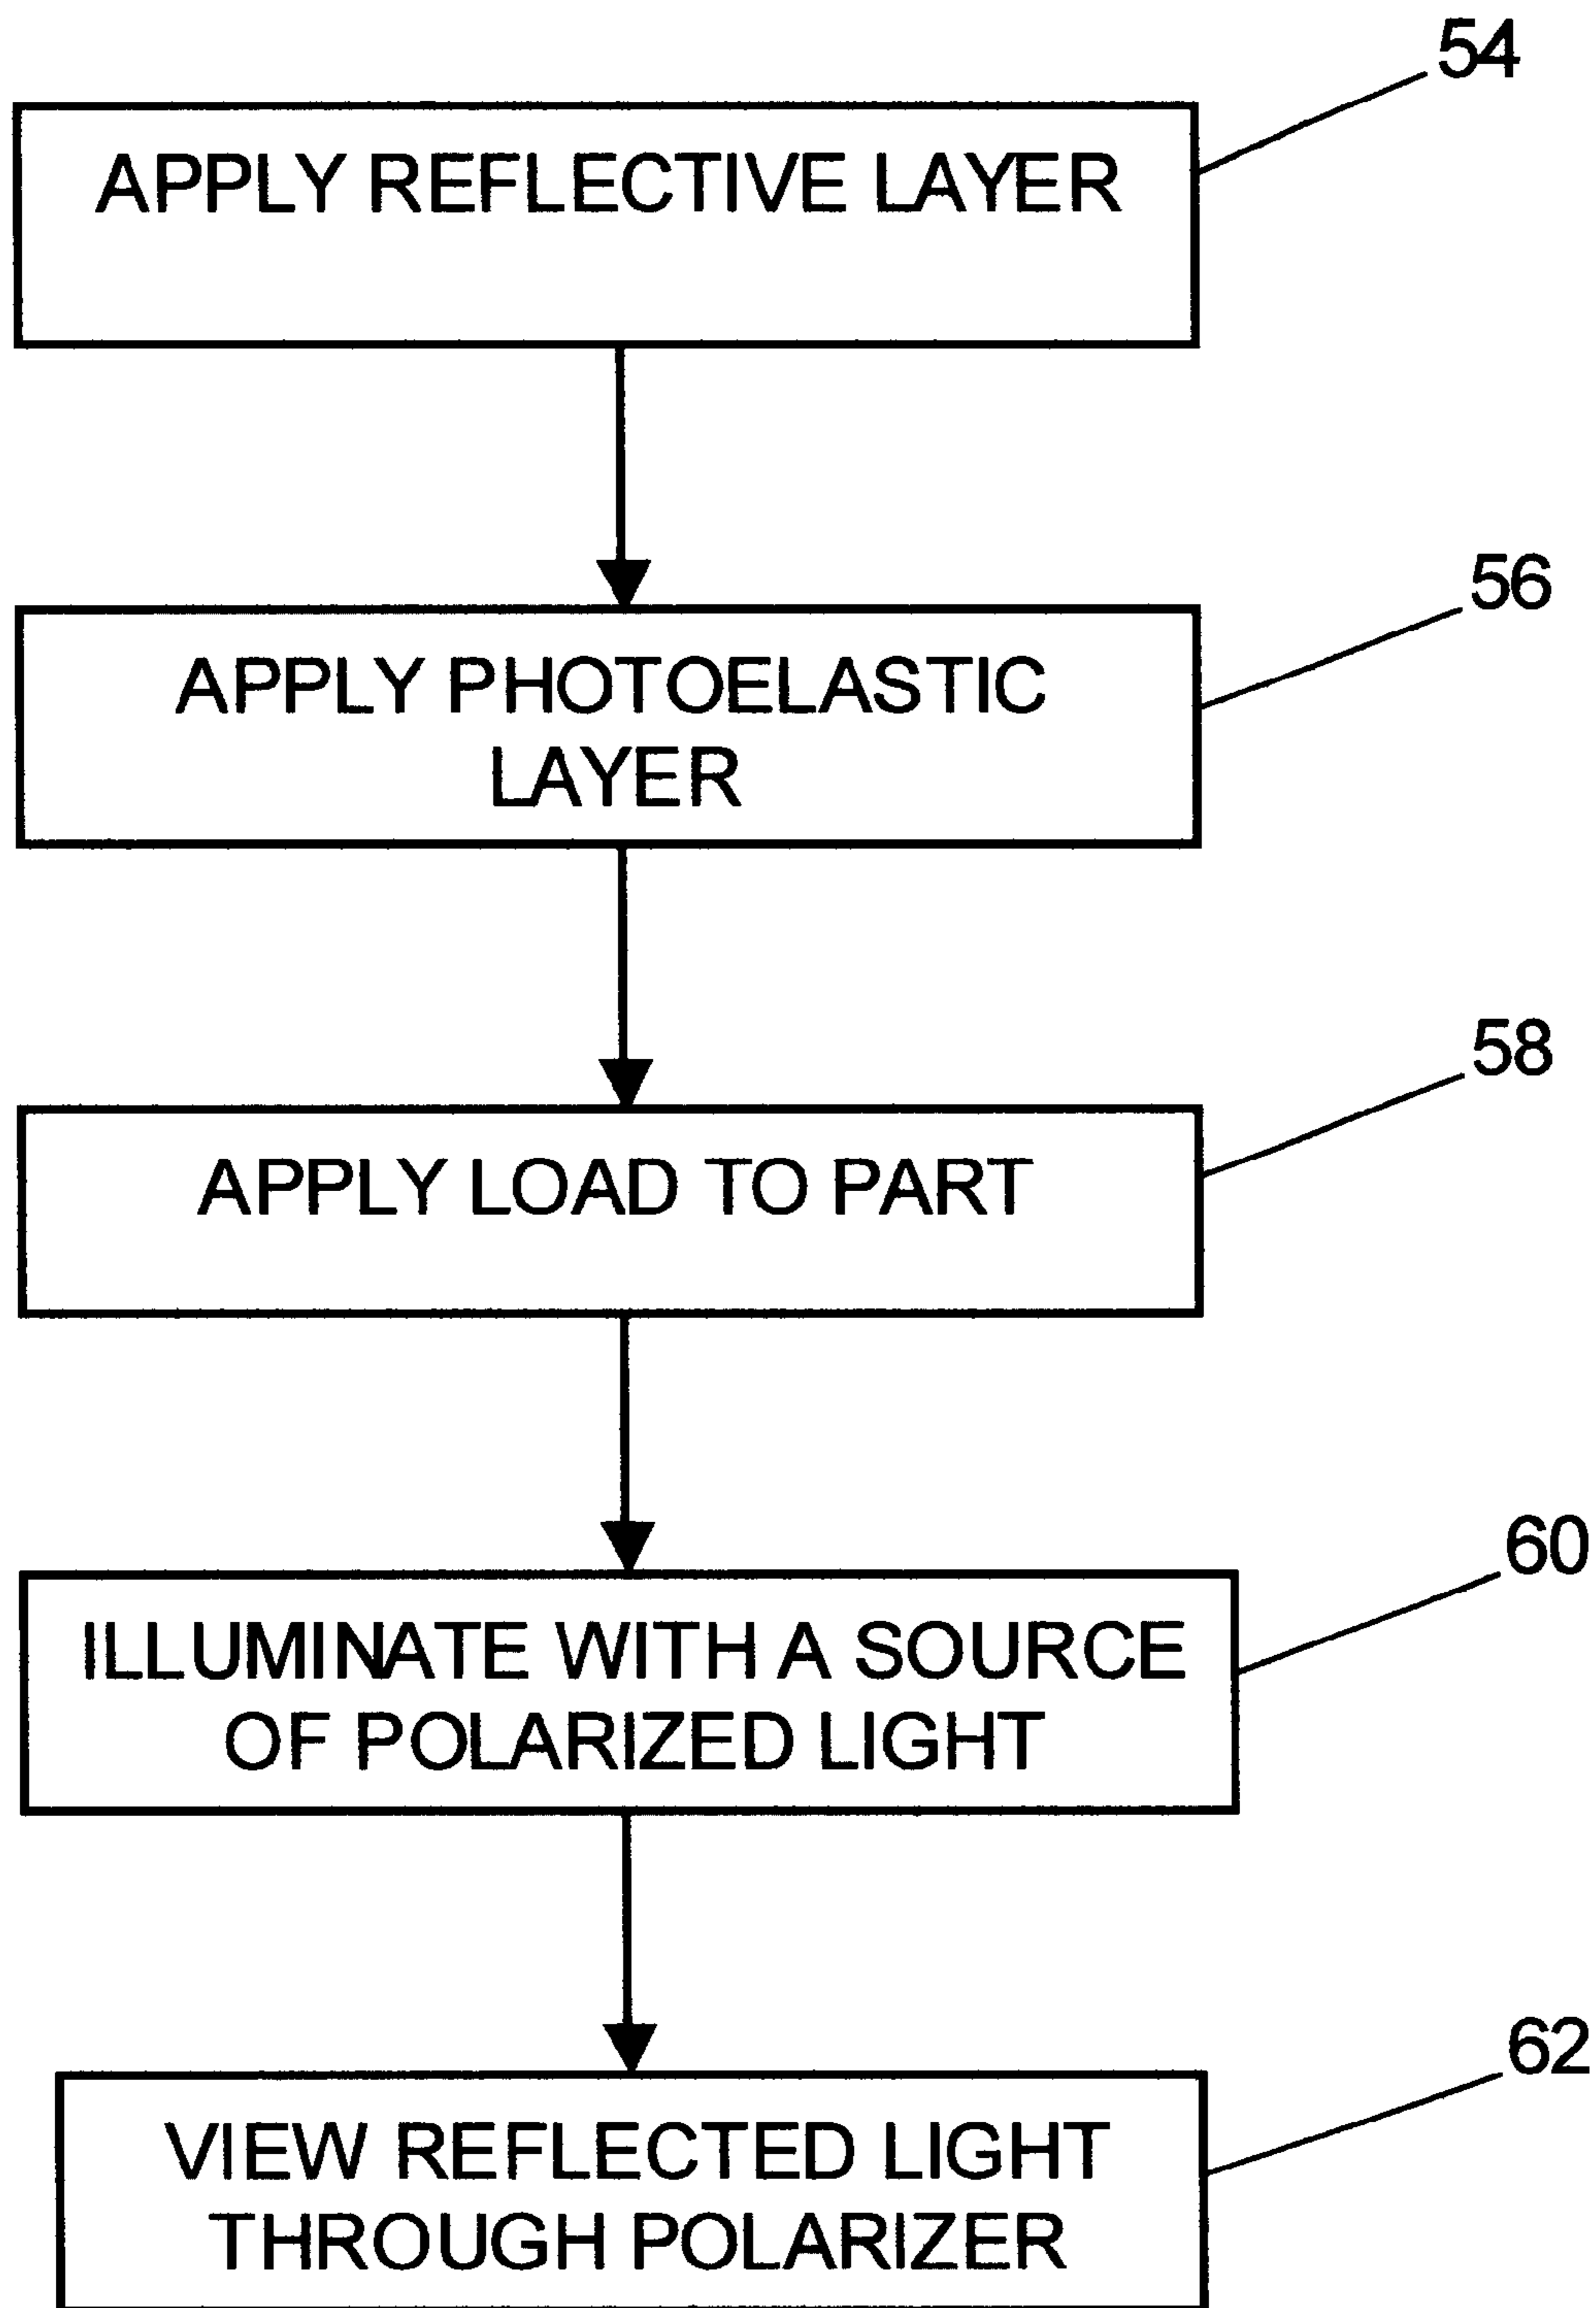 54
APPLY REFLECTIVE LAYER
56
APPLY PHOTOELASTIC
LAYER
58
APPLY LOAD TO PART
60
ILLUMINATE WITH A SOURCE
OF POLARIZED LIGHT
62
VIEW REFLECTED LIGHT
THROUGH POLARIZER